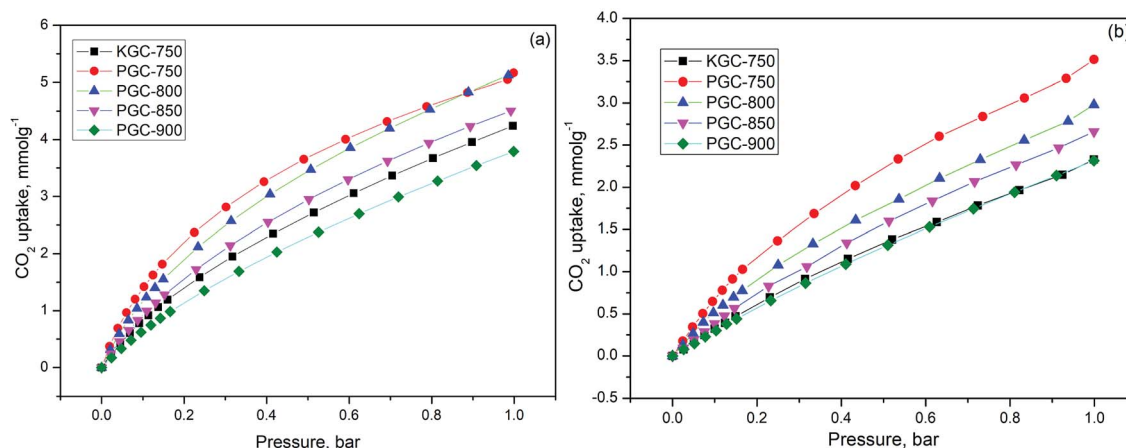 (a)
CO2 uptake, mmolg-1
6
5
4
3
2
1
0
KGC-750
PGC-750
PGC-800
PGC-850
PGC-900
0.0 0.2 0.4 0.6 0.8 1.0
Pressure, bar
(b)
CO2 uptake, mmolg-1
4.0
3.5
3.0
2.5
2.0
1.5
1.0
0.5
0.0
-0.5
KGC-750
PGC-750
PGC-800
PGC-850
PGC-900
0.0 0.2 0.4 0.6 0.8 1.0
Pressure, bar